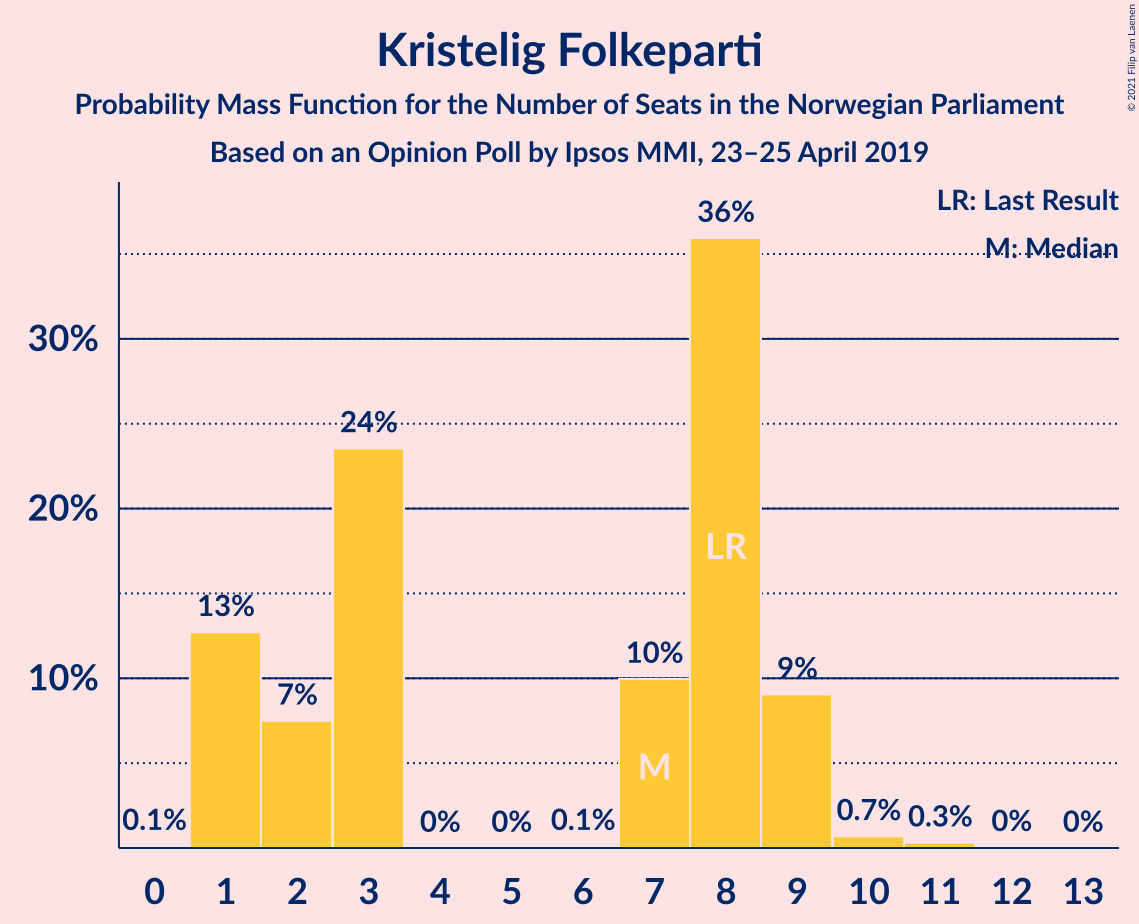 Kristelig Folkeparti
Probability Mass Function for the Number of Seats in the Norwegian Parliament
Based on an Opinion Poll by Ipsos MMI, 23–25 April 2019
© 2021 Filip van Laenen
LR: Last Result
M: Median
36%
30%
24%
20%
LR
13%
10%
9%
10%
7%
M
0.1%
0%
0%
0.1%
0.7%
0.3%
0%
0%
0 1 2 3 4 5 6 7 8 9 10 11 12 13